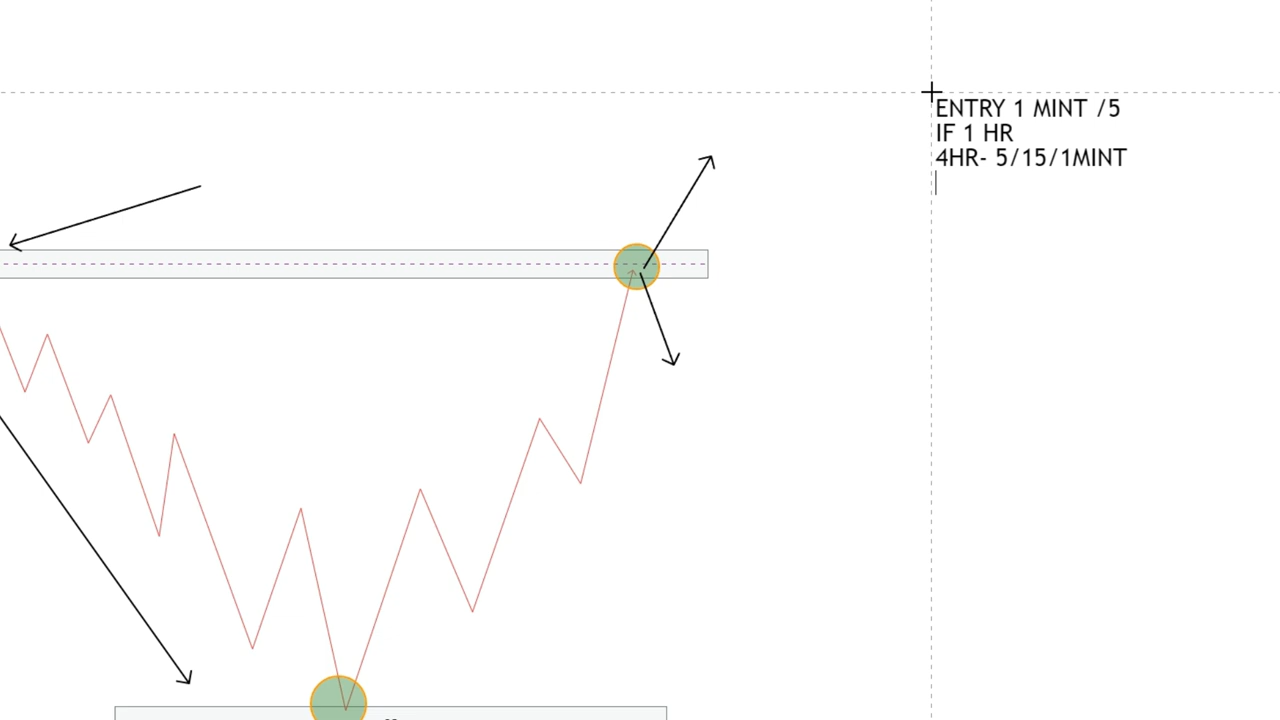 ENTRY 1 MINT /5
IF 1 HR
4HR- 5/15/1MINT